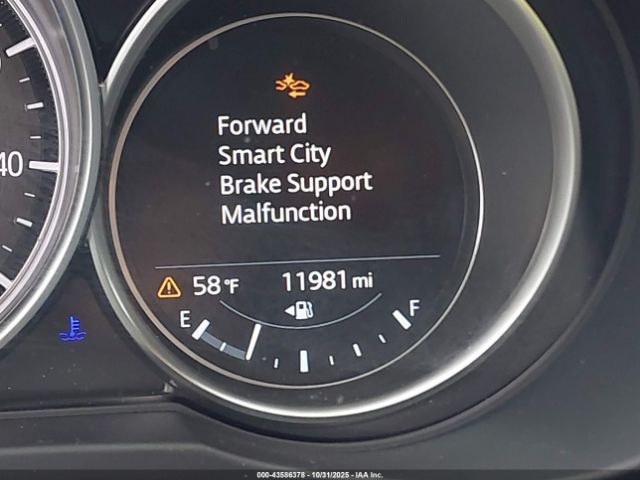 Forward
Smart City
Brake Support
Malfunction
40
58°F 11981 mi
E F
000-43586378 - 10/31/2025 - IAA Inc.